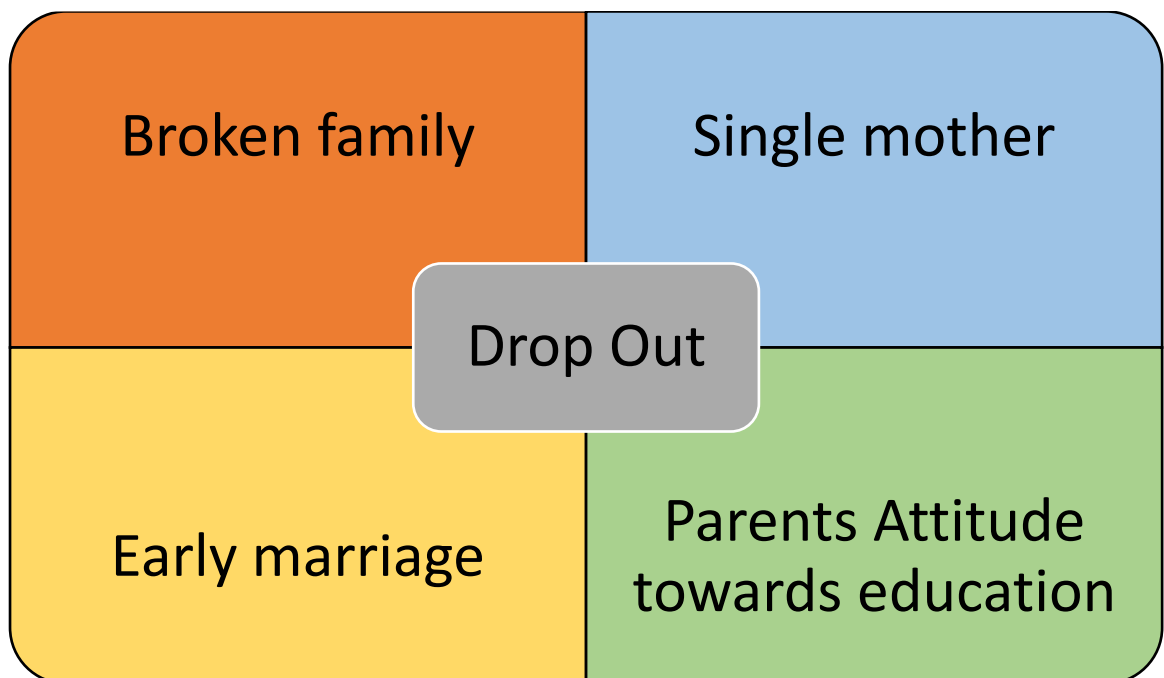 Broken family
Single mother
Drop Out
Early marriage
Parents Attitude
towards education